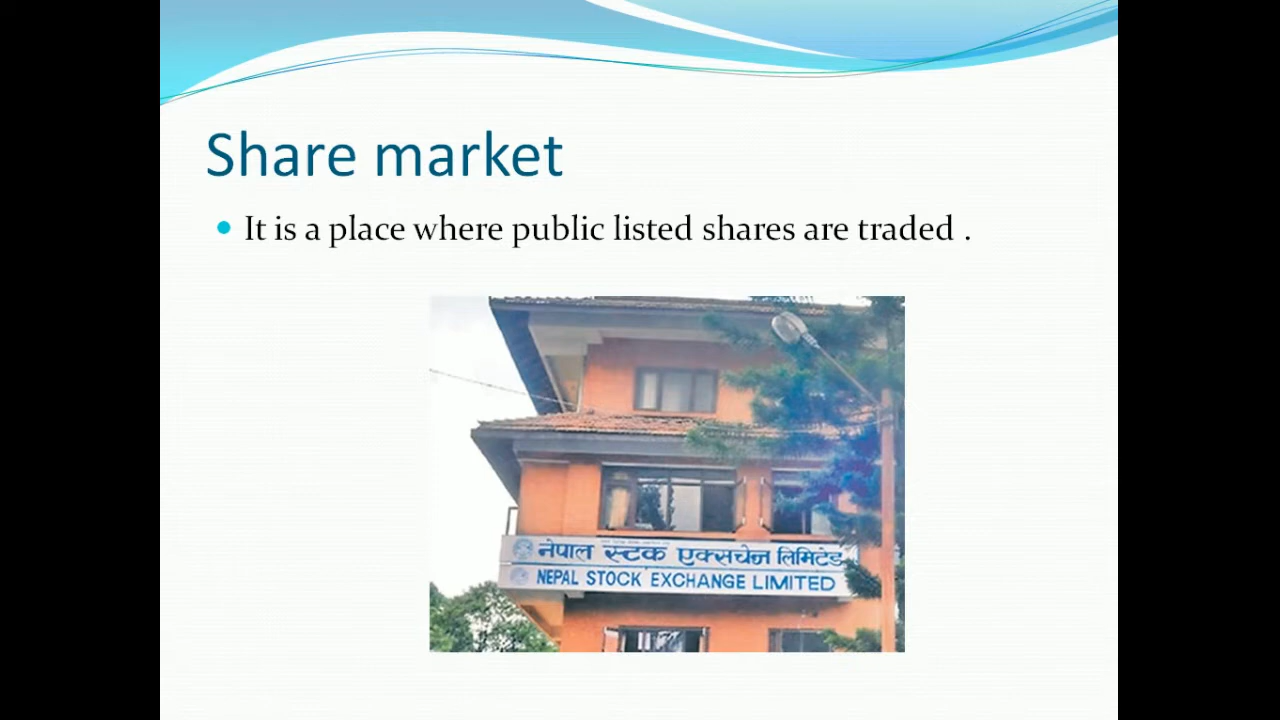 Share market
It is a place where public listed shares are traded .
नेपाल स्टक एक्सचेन्ज लिमिटेड
NEPAL STOCK EXCHANGE LIMITED